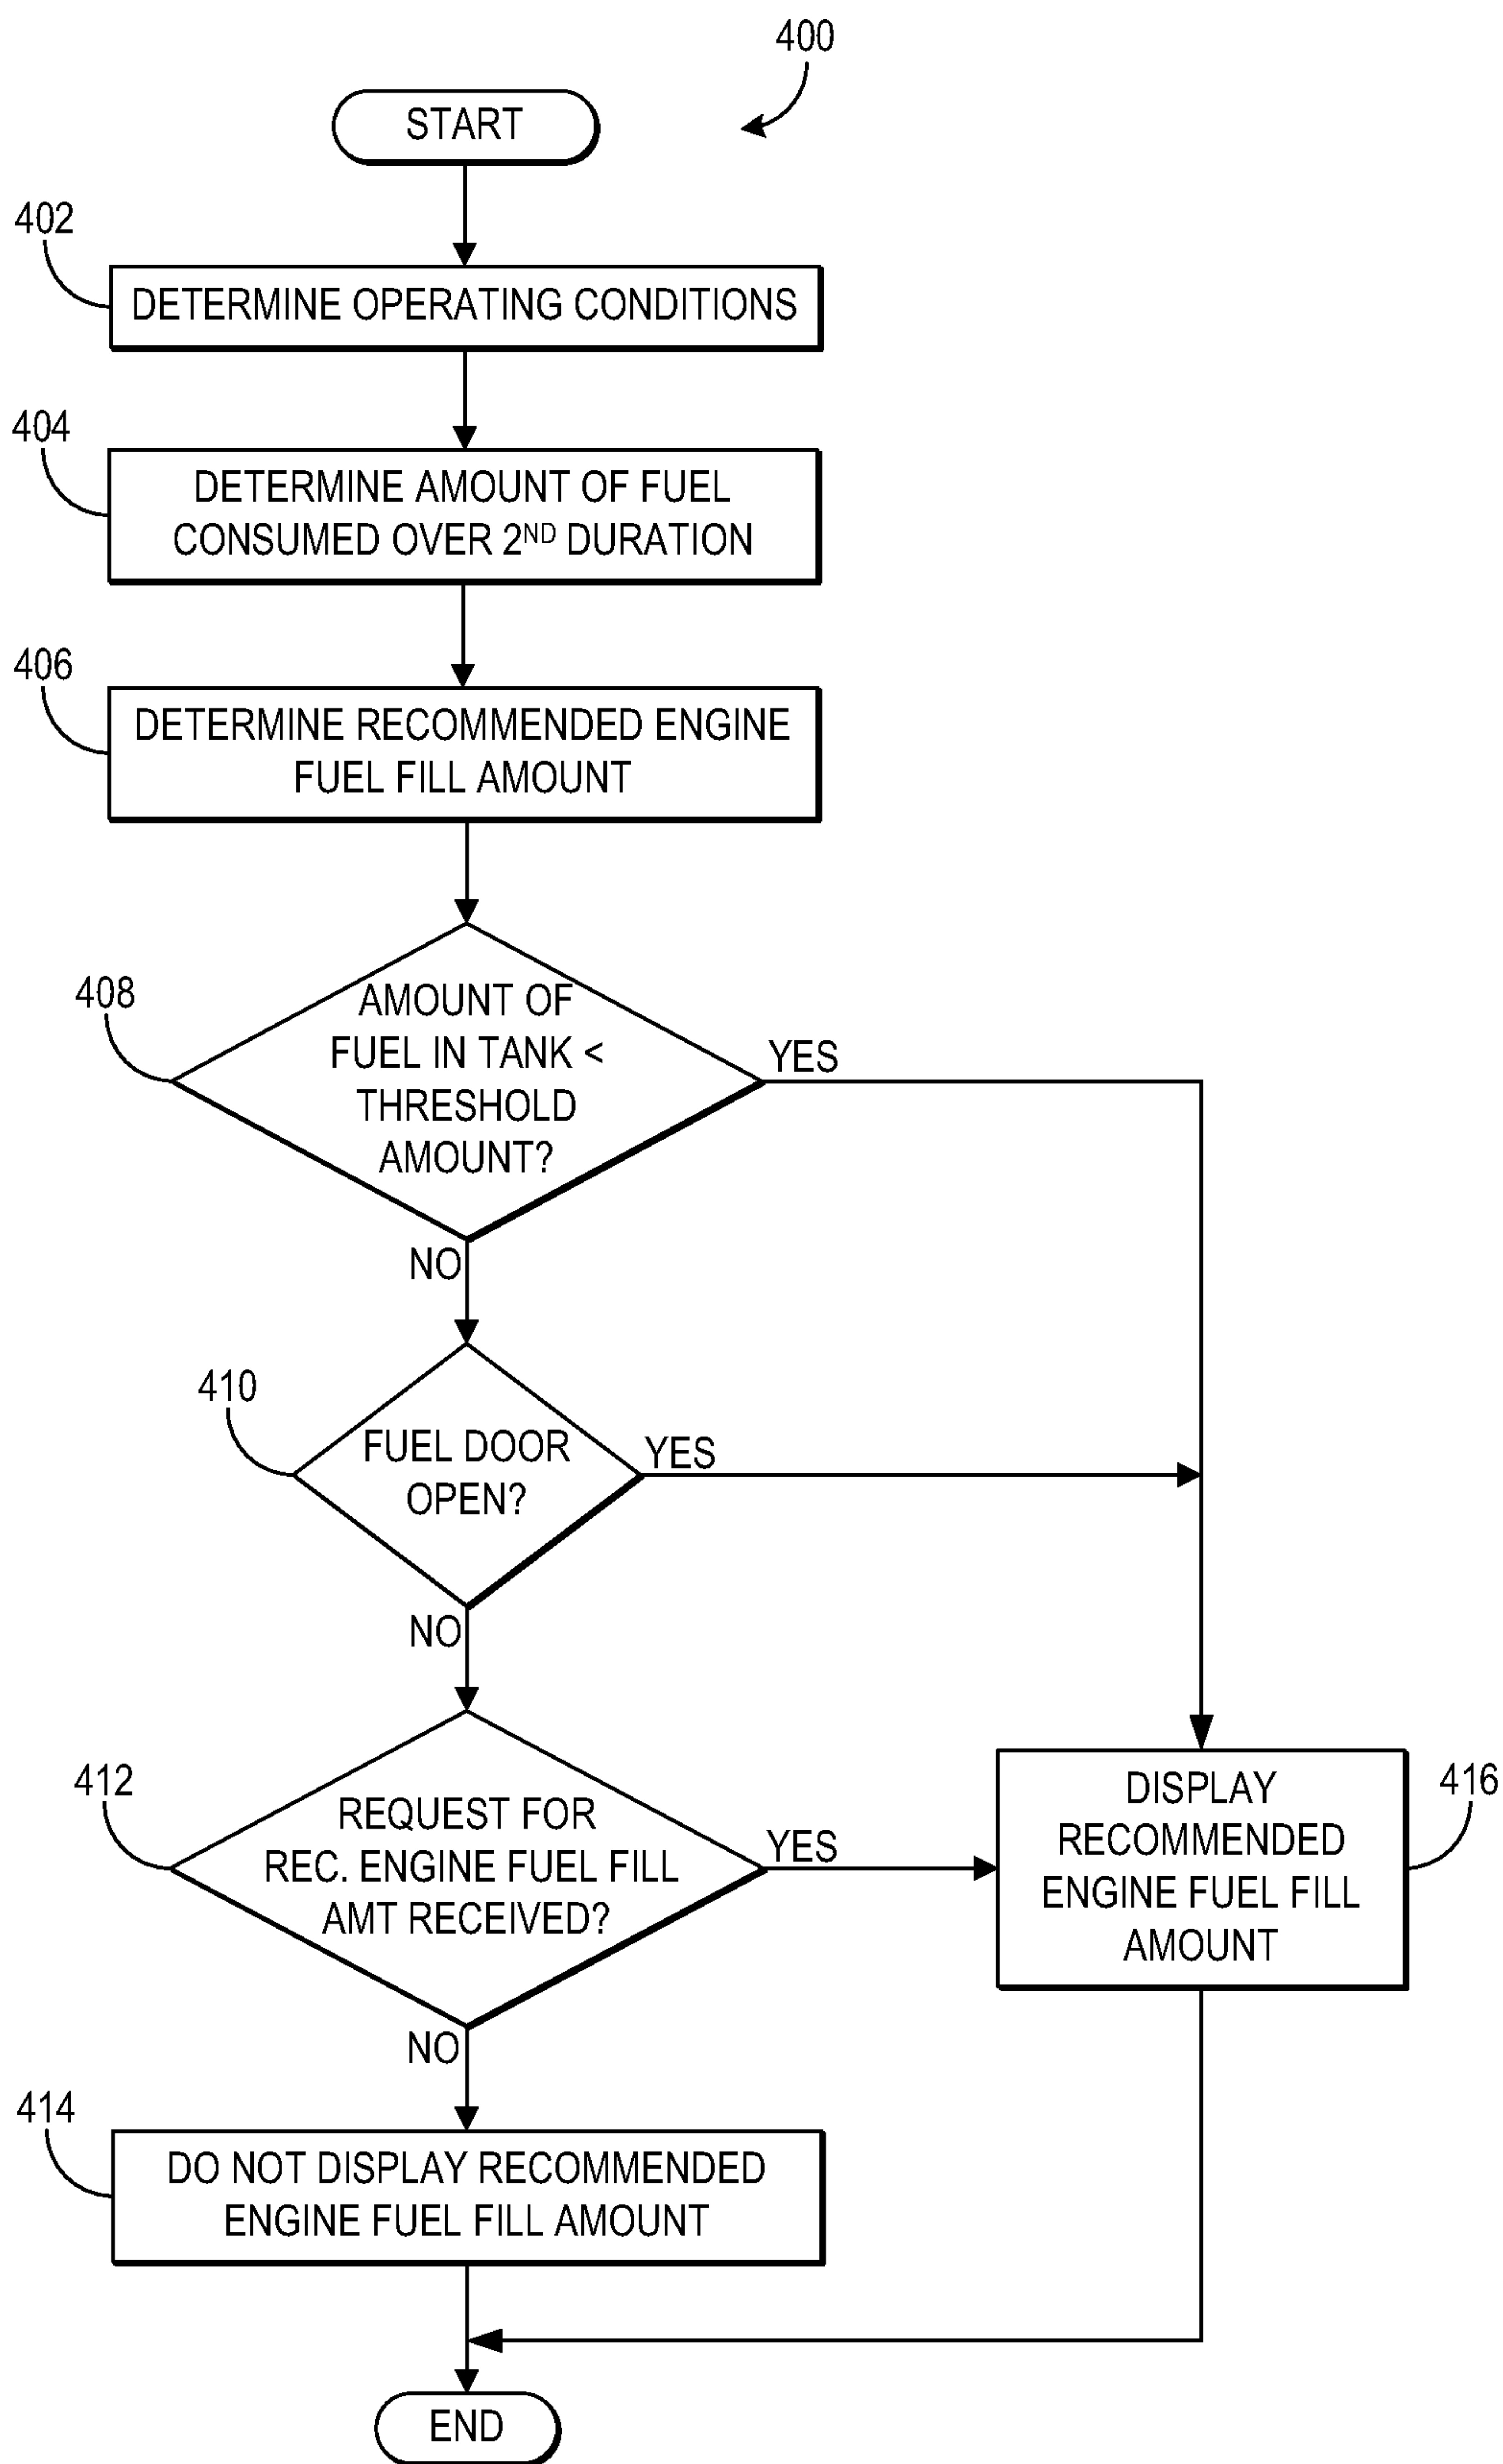 400
START
402
DETERMINE OPERATING CONDITIONS
404
DETERMINE AMOUNT OF FUEL
CONSUMED OVER 2ND DURATION
406
DETERMINE RECOMMENDED ENGINE
FUEL FILL AMOUNT
408
AMOUNT OF
FUEL IN TANK <
THRESHOLD
AMOUNT?
YES
NO
410
FUEL DOOR
OPEN?
YES
NO
412
REQUEST FOR
REC. ENGINE FUEL FILL
AMT RECEIVED?
YES
DISPLAY
RECOMMENDED
ENGINE FUEL FILL
AMOUNT
416
NO
414
DO NOT DISPLAY RECOMMENDED
ENGINE FUEL FILL AMOUNT
END